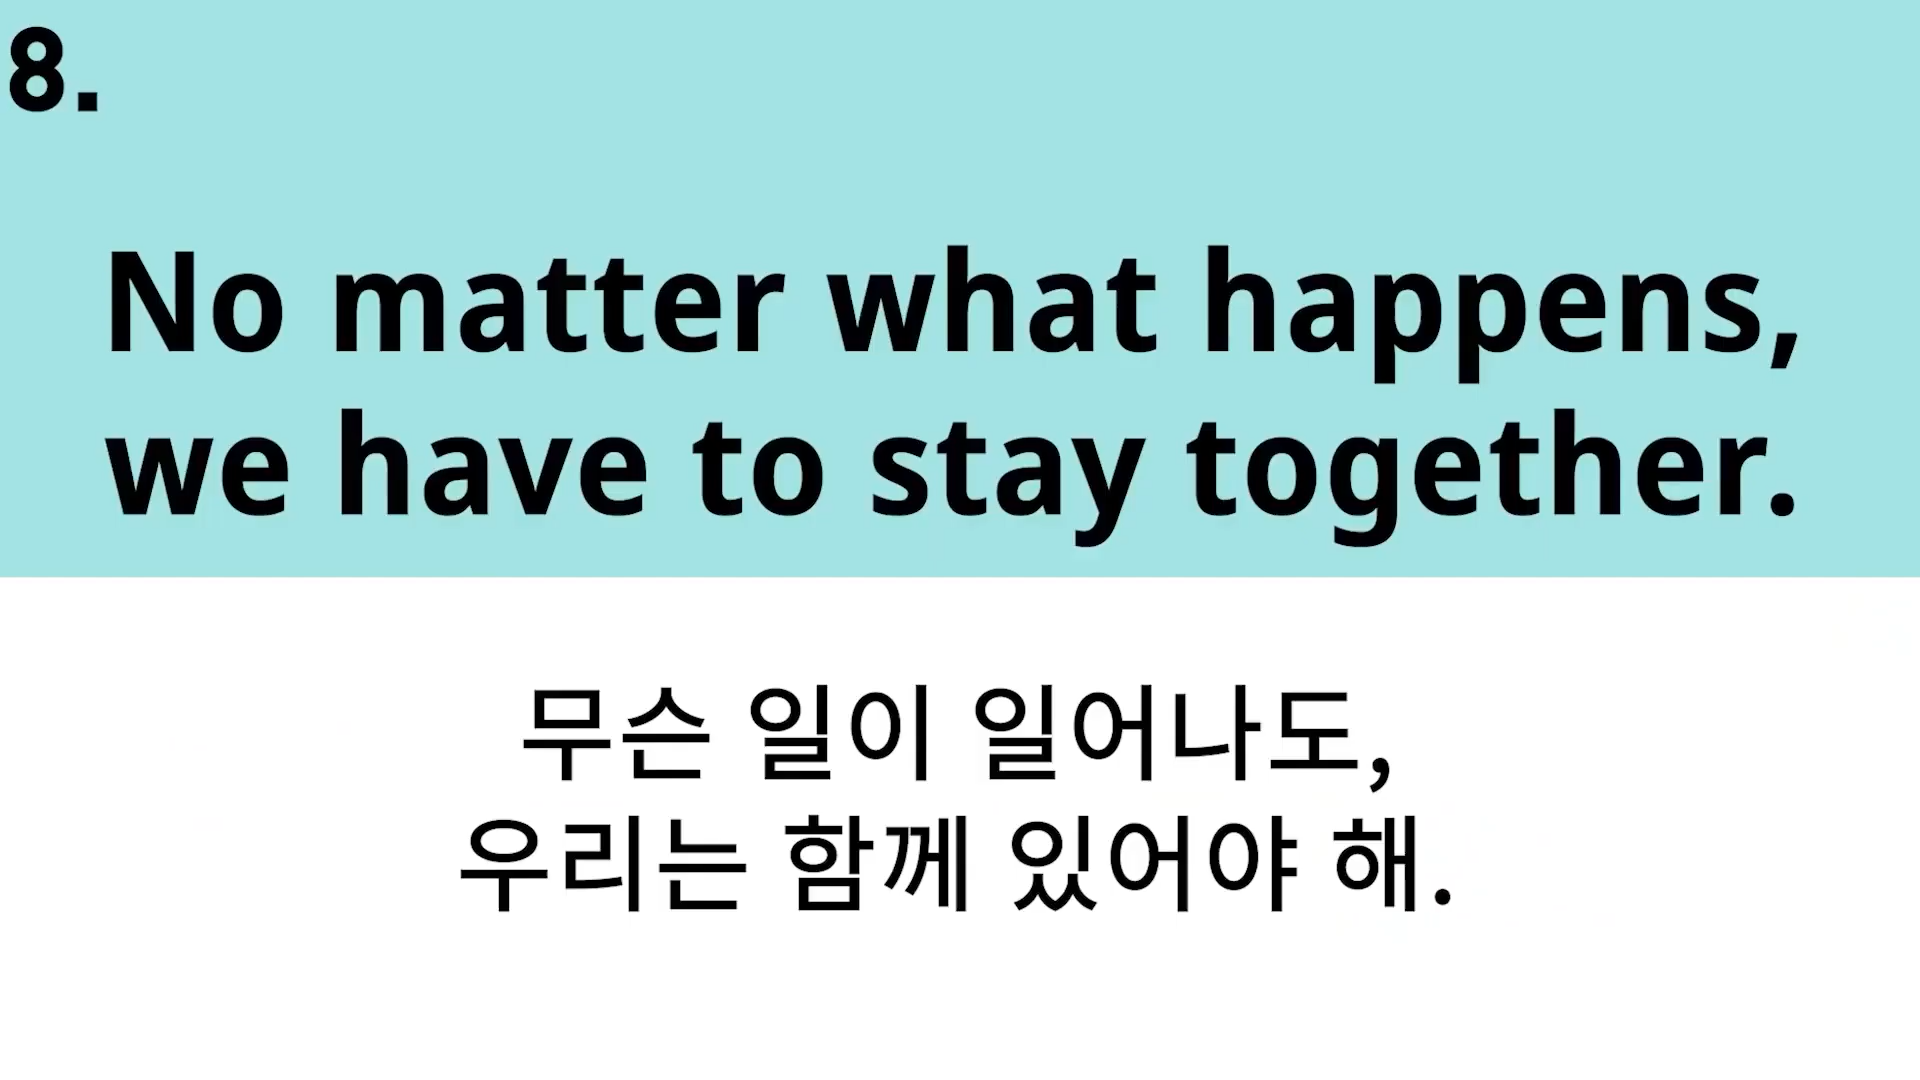 8.
No matter what happens,
we have to stay together.
무슨 일이 일어나도,
우리는 함께 있어야 해.